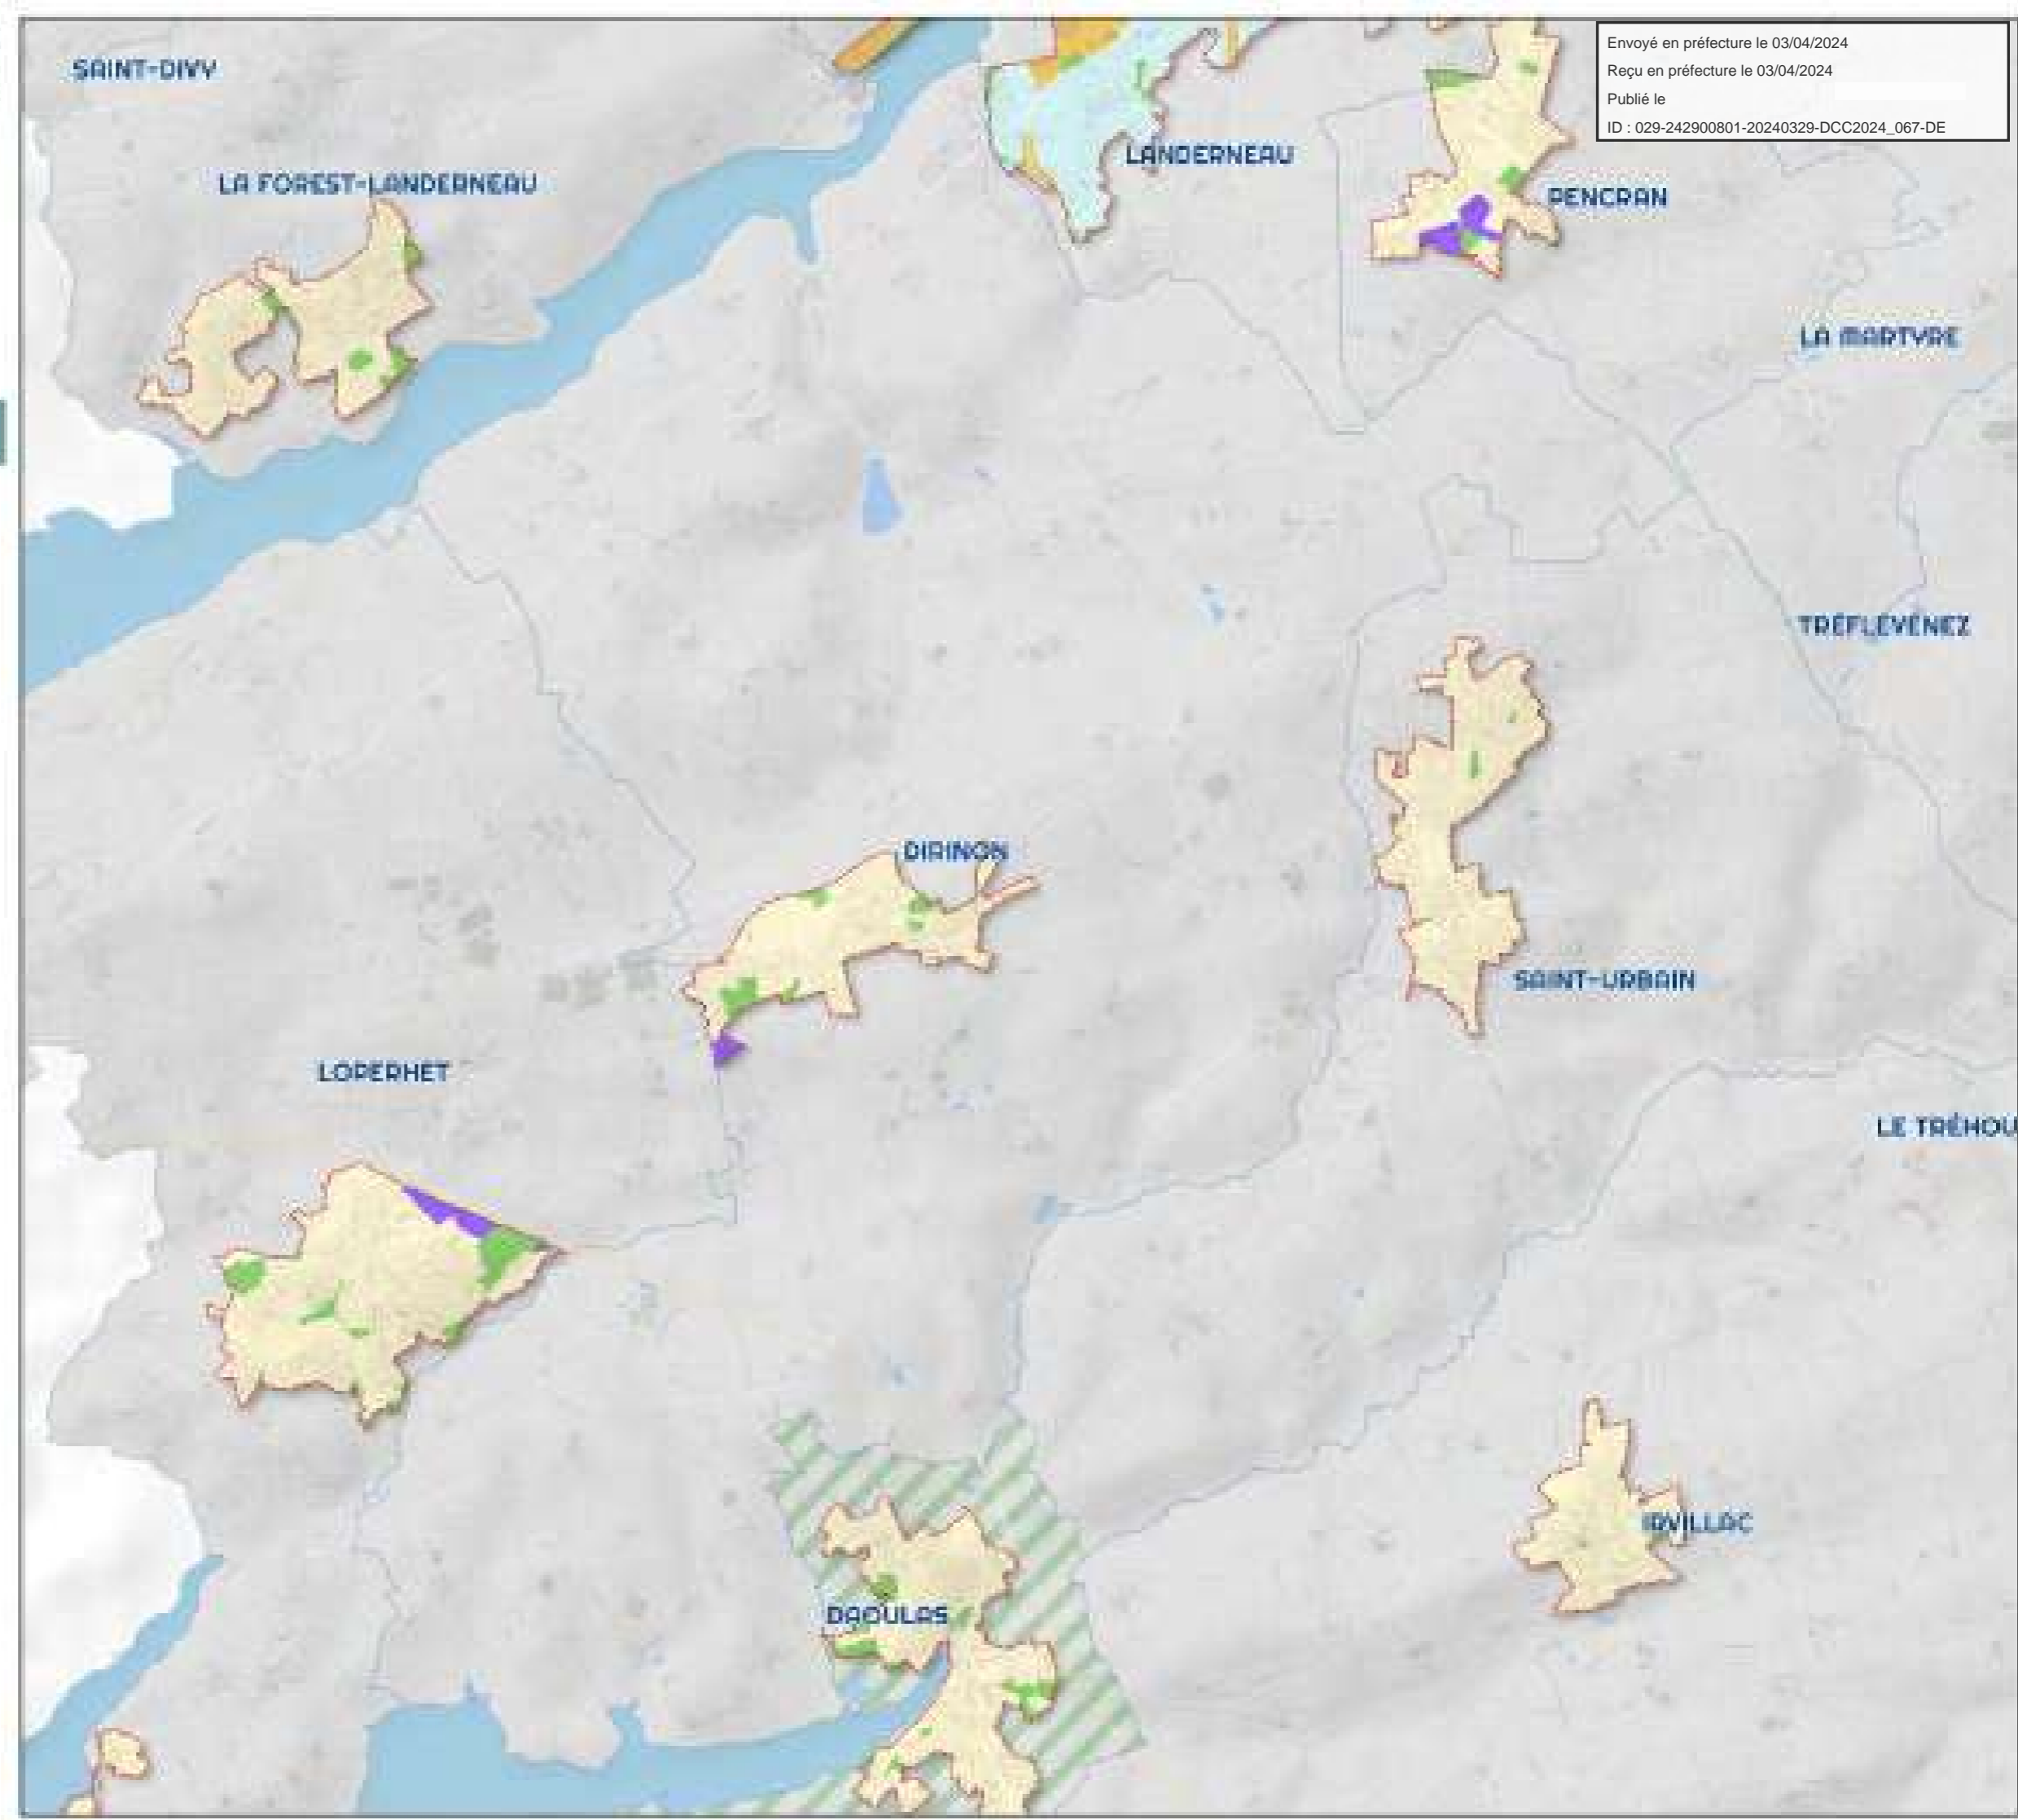 Envoyé en préfecture le 03/04/2024
Reçu en préfecture le 03/04/2024
Publié le
ID : 029-242900801-20240329-DCC2024_067-DE
SAINT-DIVY
LANDERNEAU
LA FOREST-LANDERNEAU
PENCRAN
LA MARTYRE
TRÉFLÉVÉNEZ
DIRINON
SAINT-URBAIN
LOPERHET
LE TRÉHOU
IRVILLAC
DAOULAS